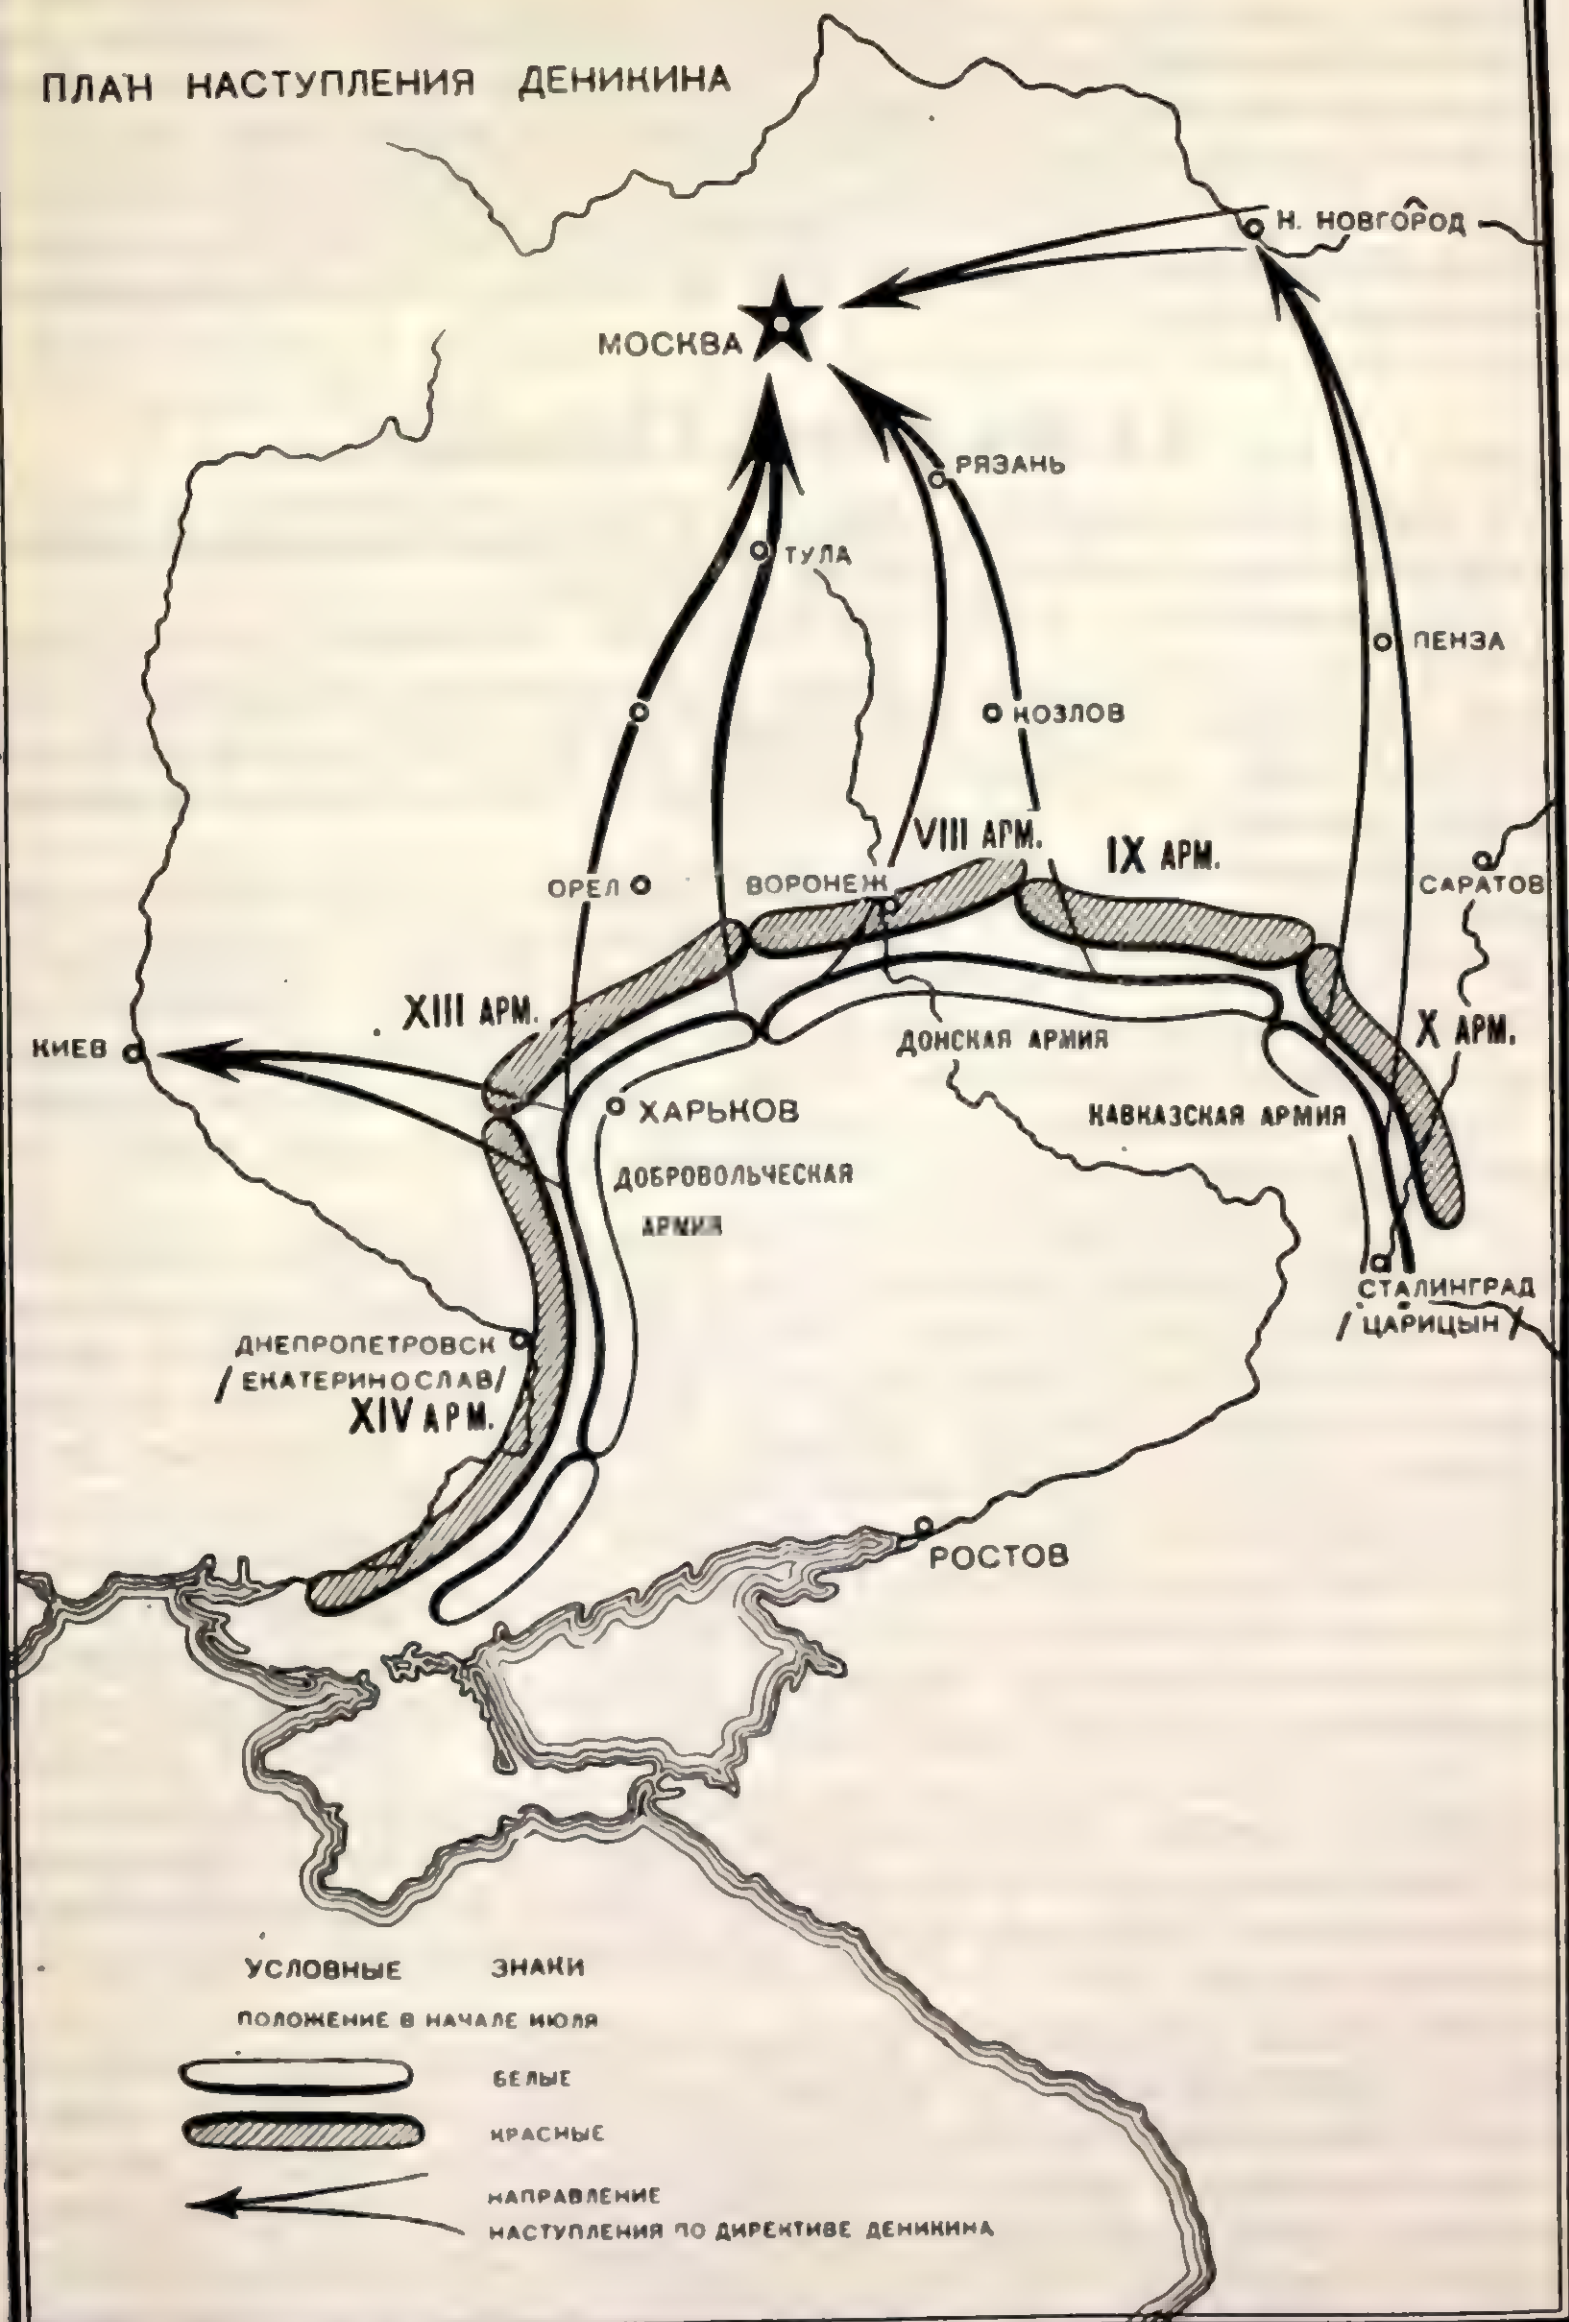 ПЛАН НАСТУПЛЕНИЯ ДЕНИКИНА
Н. НОВГОРОД
МОСКВА
РЯЗАНЬ
ТУЛА
ПЕНЗА
КОЗЛОВ
VIII АРМ.
IX АРМ.
ОРЕЛ
ВОРОНЕЖ
САРАТОВ
XIII АРМ.
X АРМ.
КИЕВ
ДОНСКАЯ АРМИЯ
ХАРЬКОВ
КАВКАЗСКАЯ АРМИЯ
ДОБРОВОЛЬЧЕСКАЯ
АРМИЯ
СТАЛИНГРАД
/ЦАРИЦЫН/
ДНЕПРОПЕТРОВСК
/ЕКАТЕРИНОСЛАВ/
XIV АРМ.
РОСТОВ
УСЛОВНЫЕ ЗНАКИ
ПОЛОЖЕНИЕ В НАЧАЛЕ ИЮЛЯ
БЕЛЫЕ
КРАСНЫЕ
НАПРАВЛЕНИЕ
НАСТУПЛЕНИЯ ПО ДИРЕКТИВЕ ДЕНИКИНА